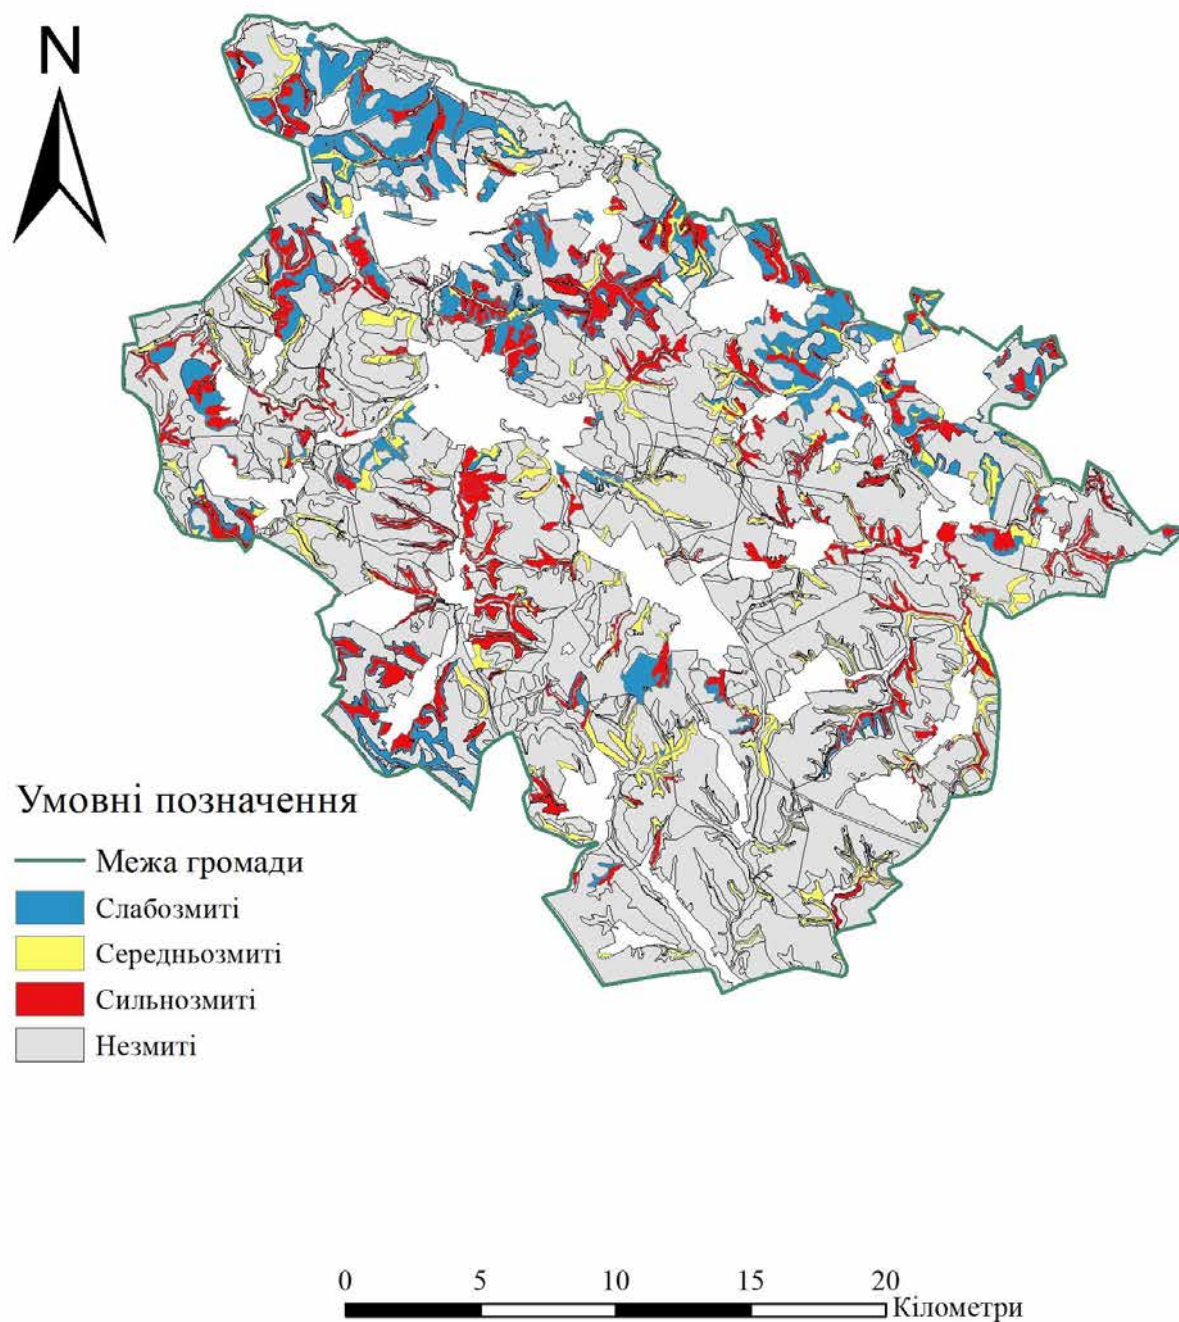 N
Умовні позначення
Межа громади
Слабозмиті
Середньозмиті
Сильнозмиті
Незмиті
0 5 10 15 20
Кілометри